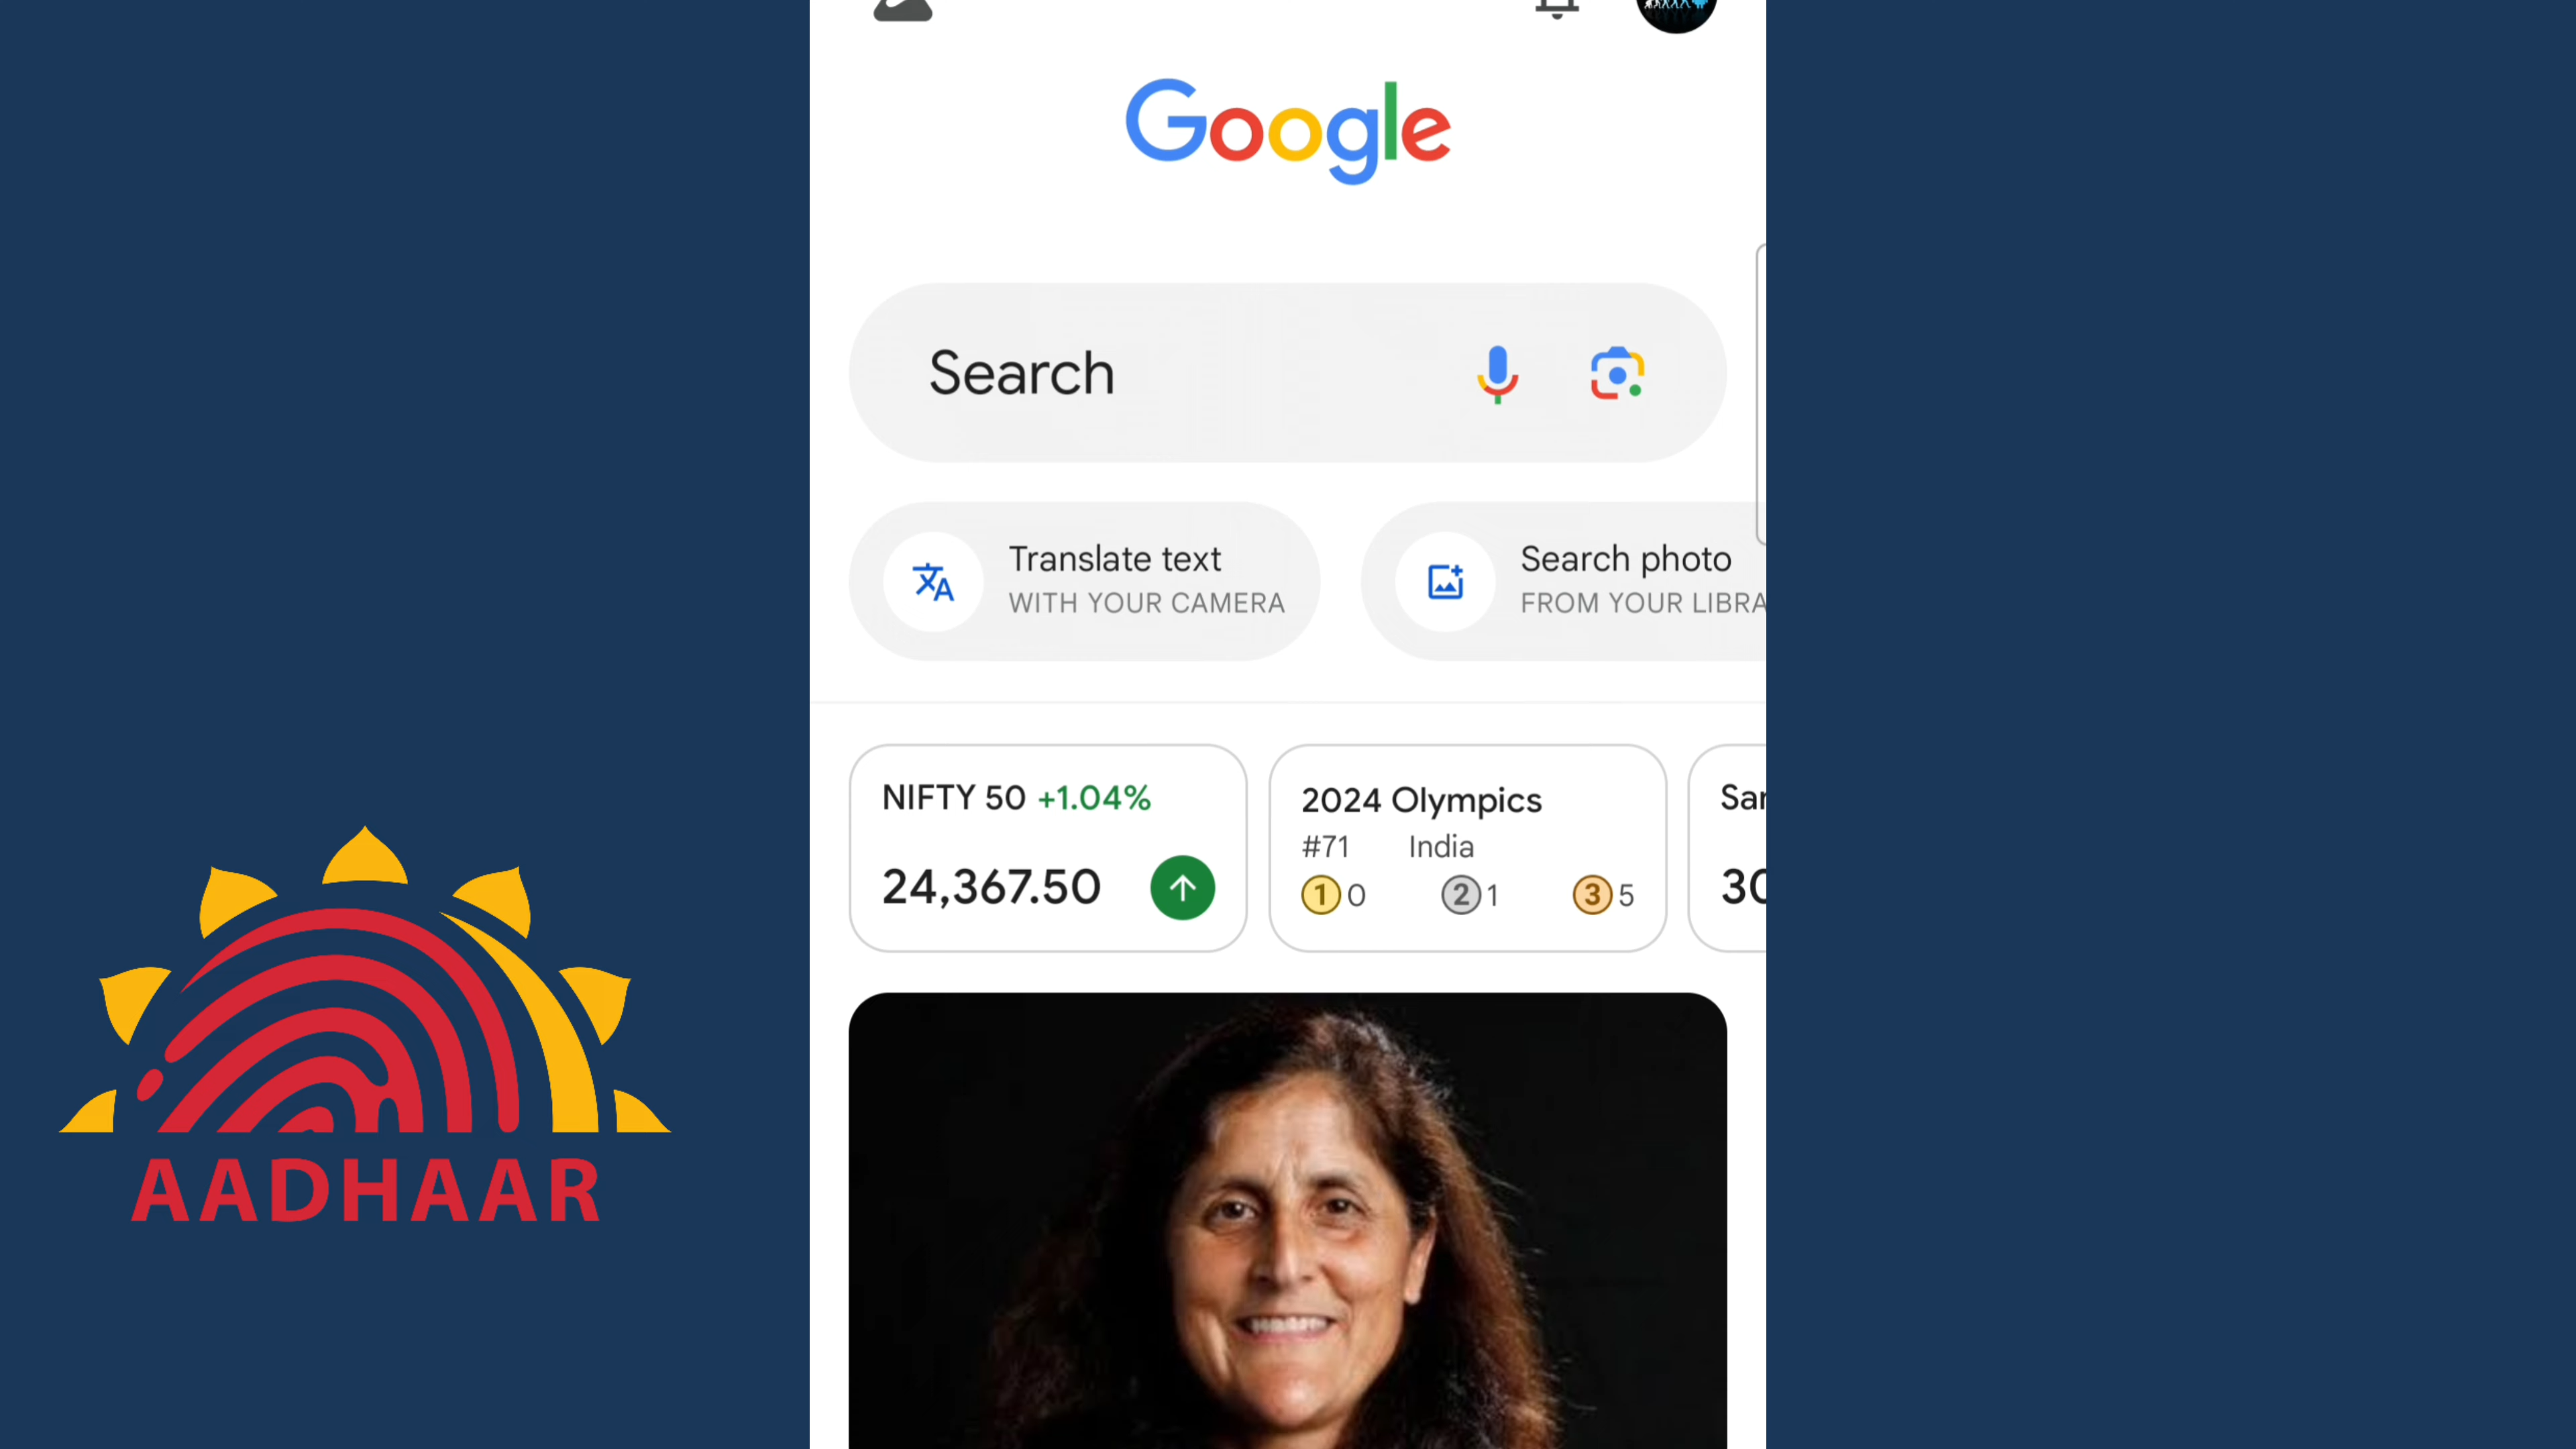 Google
Search
Translate text
WITH YOUR CAMERA
Search photo
FROM YOUR LIBRA
NIFTY 50 +1.04%
24,367.50
2024 Olympics
#71 India
1 0 2 1 3 5
Sar
30
AADHAAR